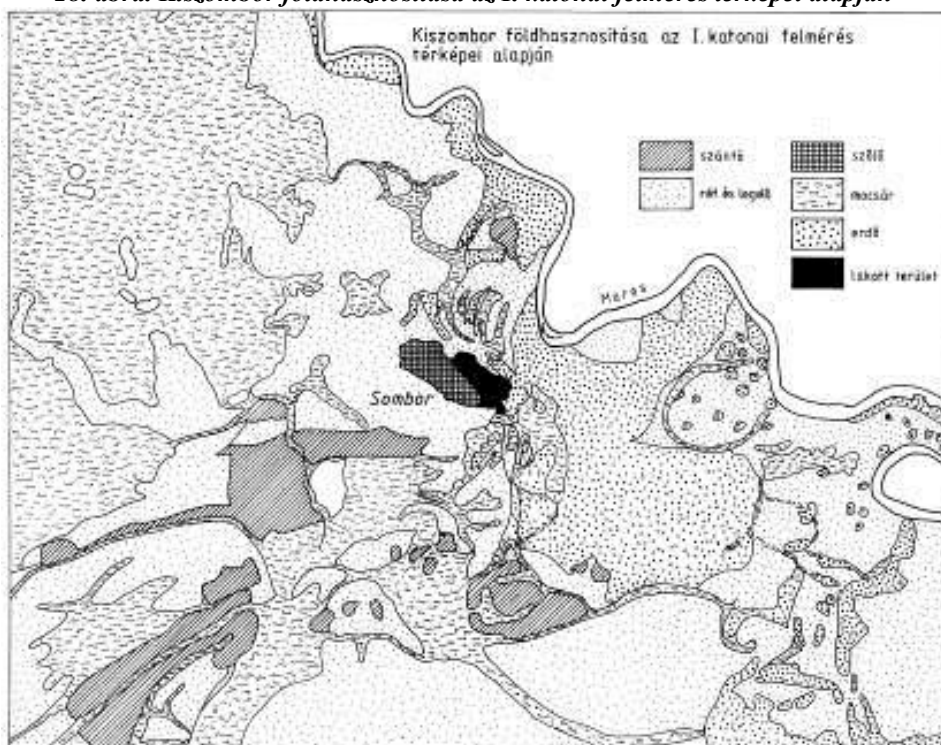 Kiszombor földhasznosítása az I. katonai felmérés
térképei alapján
szántó
szőlő
rét és legelő
mocsár
erdő
lakott terület
Maros
Sombor